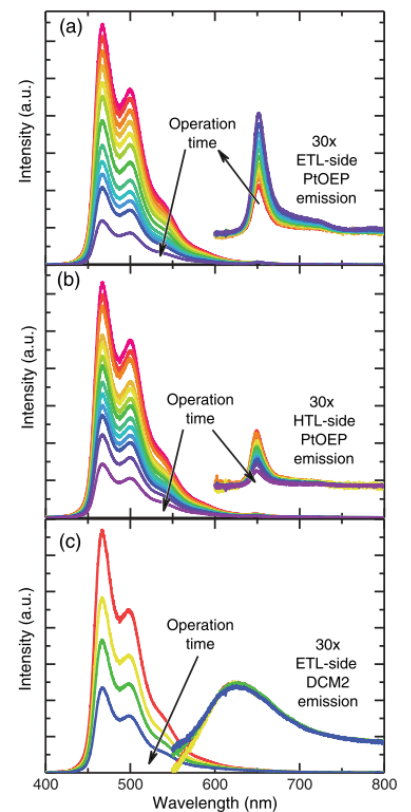 (a)
Intensity (a.u.)
Operation
time
30x
ETL-side
PtOEP
emission
(b)
Intensity (a.u.)
Operation
time
30x
HTL-side
PtOEP
emission
(c)
Intensity (a.u.)
Operation
time
30x
ETL-side
DCM2
emission
400 500 600 700 800
Wavelength (nm)